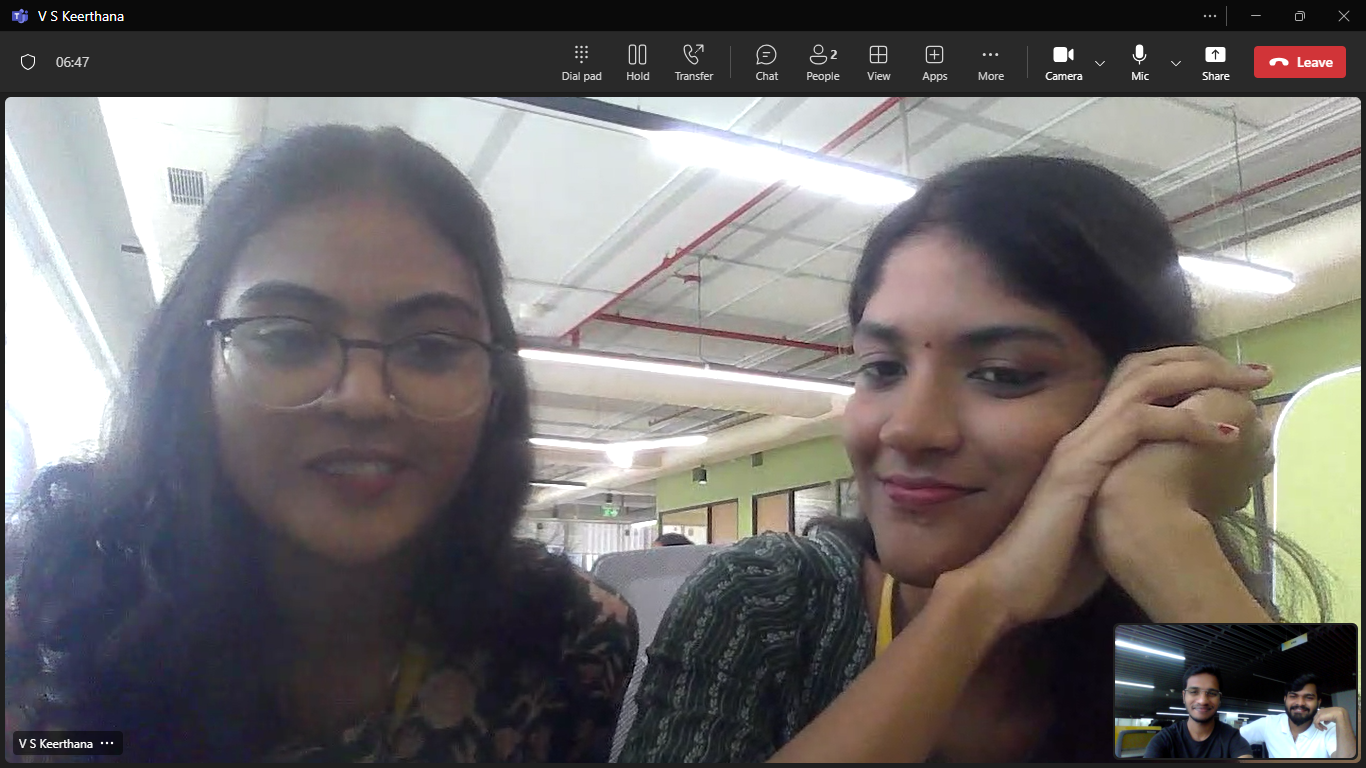 V S Keerthana
06:47
Dial pad
Hold
Transfer
Chat
2
People
View
Apps
More
Camera
Mic
Share
Leave
V S Keerthana